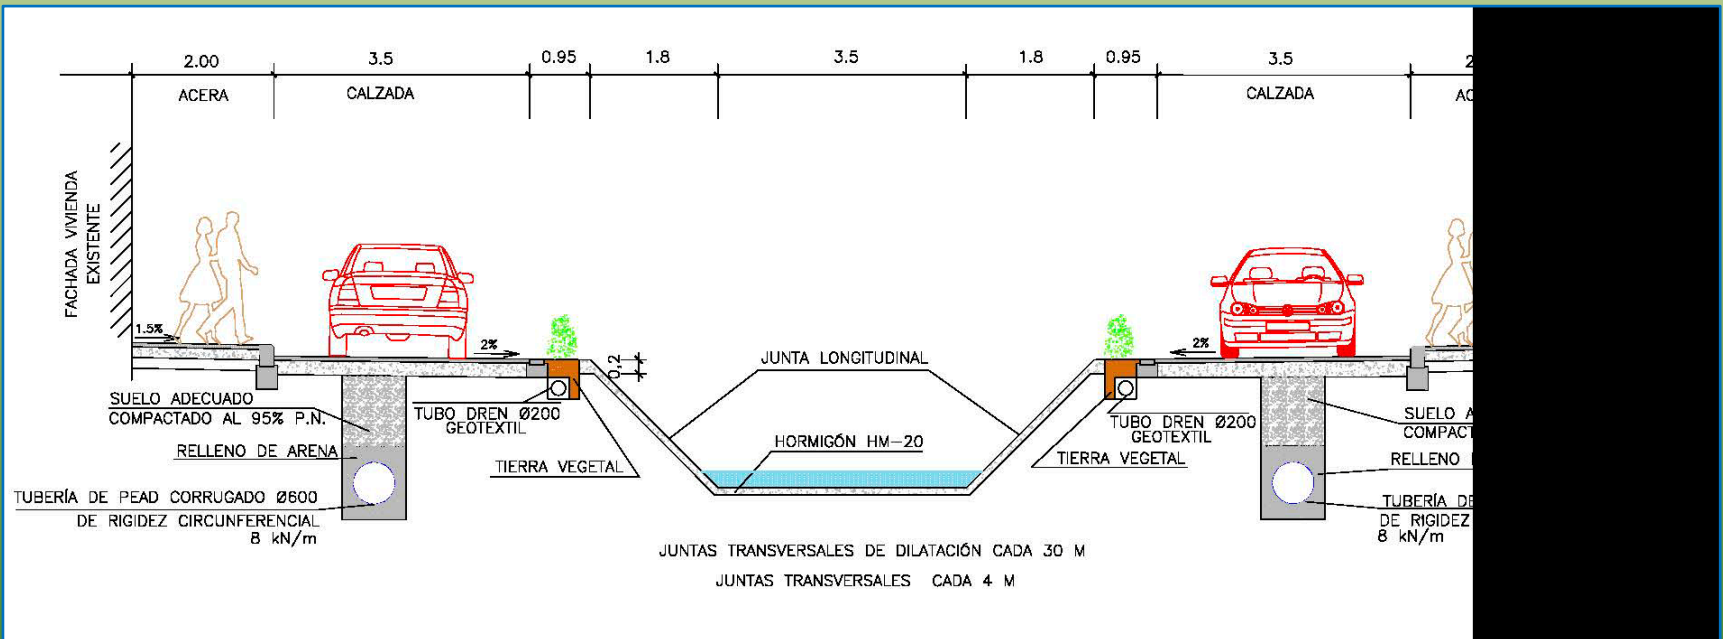 2.00 3.5 0.95 1.8 3.5 1.8 0.95 3.5 2
ACERA CALZADA CALZADA AC
FACHADA VIVIENDA
EXISTENTE
1.5%
2%
0,2
2%
JUNTA LONGITUDINAL
SUELO ADECUADO
COMPACTADO AL 95% P.N.
RELLENO DE ARENA
TUBERÍA DE PEAD CORRUGADO Ø600
DE RIGIDEZ CIRCUNFERENCIAL
8 kN/m
TUBO DREN Ø200
GEOTEXTIL
TIERRA VEGETAL
HORMIGÓN HM-20
TUBO DREN Ø200
GEOTEXTIL
TIERRA VEGETAL
SUELO A
COMPACT
RELLENO
TUBERÍA DE
DE RIGIDEZ
8 kN/m
JUNTAS TRANSVERSALES DE DILATACIÓN CADA 30 M
JUNTAS TRANSVERSALES CADA 4 M